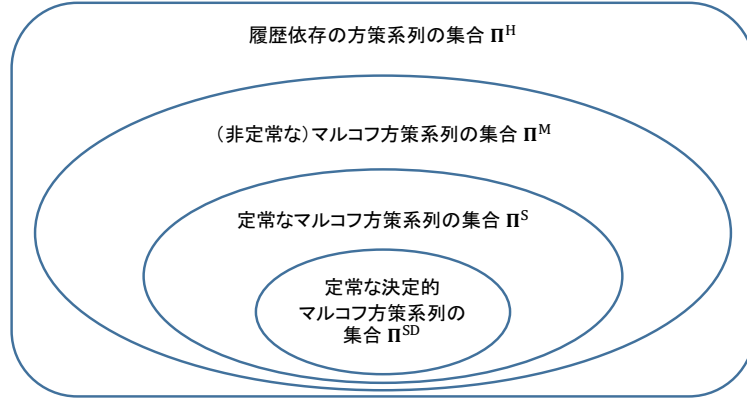 履歴依存の方策系列の集合 Π^H
（非定常な）マルコフ方策系列の集合 Π^M
定常なマルコフ方策系列の集合 Π^S
定常な決定的
マルコフ方策系列の
集合 Π^SD